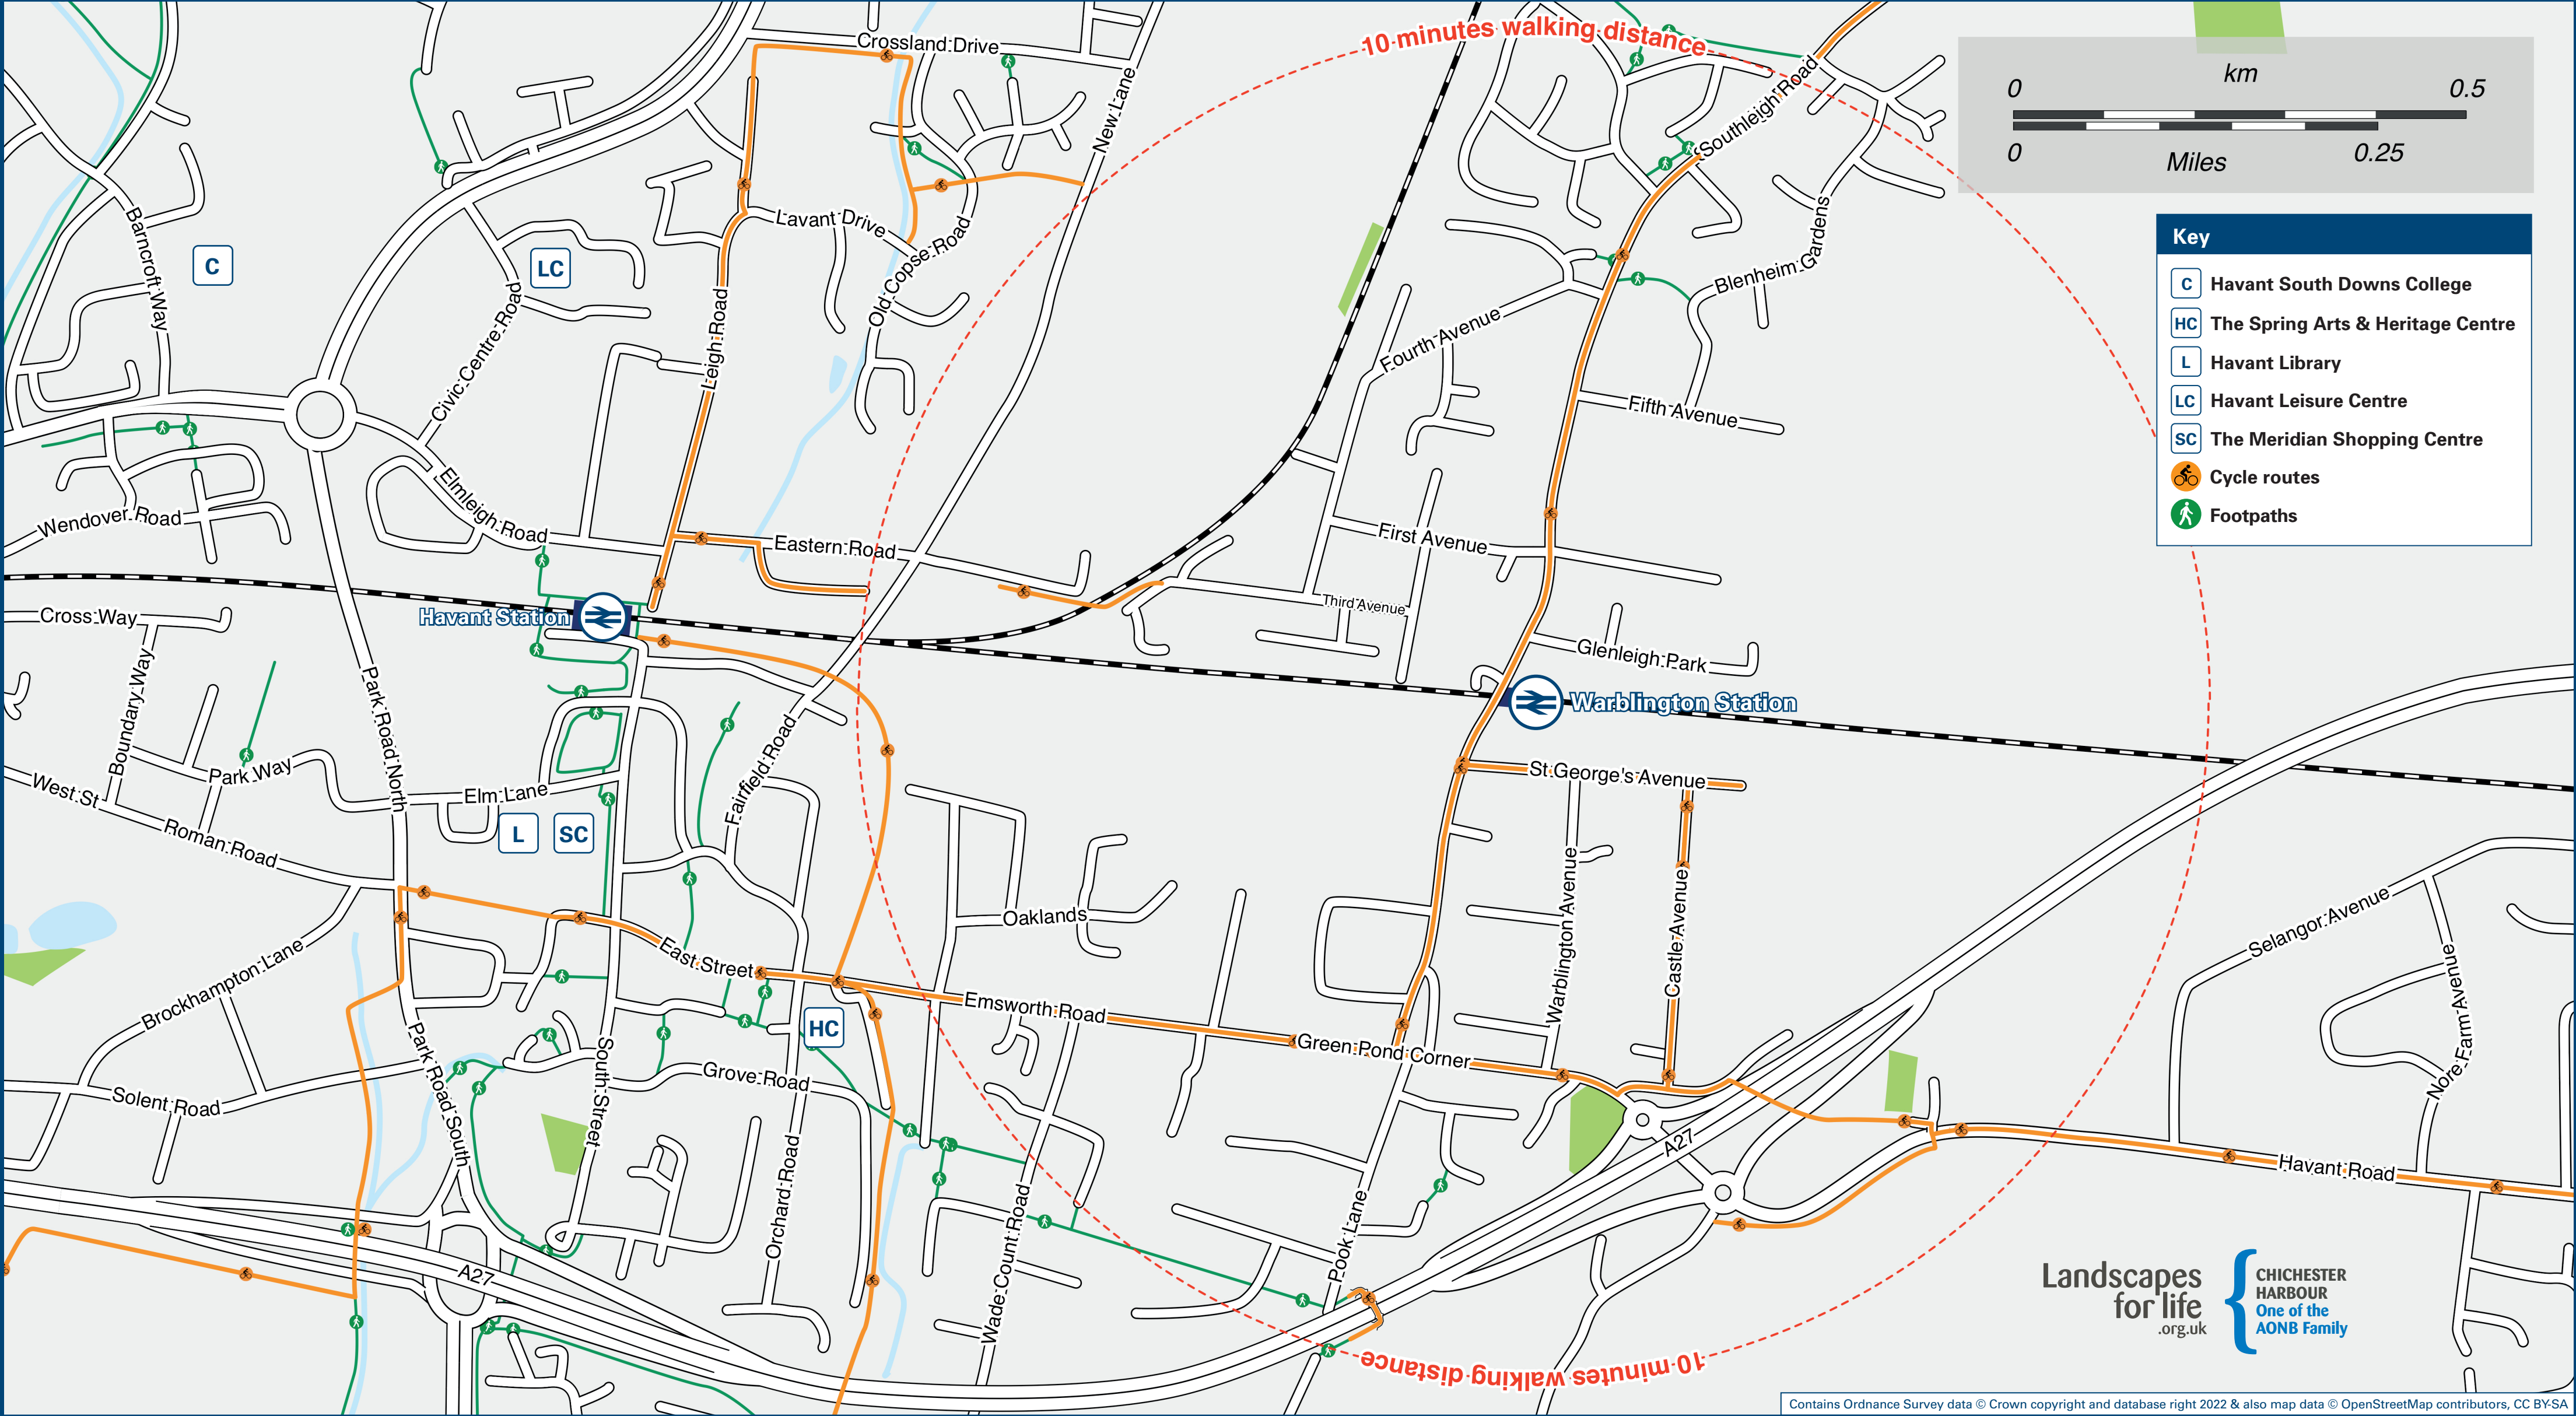 10 minutes walking distance
Crossland Drive
New Lane
Southleigh Road
km
0
0.5
0
0.25
Miles
Key
C Havant South Downs College
HC The Spring Arts & Heritage Centre
L Havant Library
LC Havant Leisure Centre
SC The Meridian Shopping Centre
Cycle routes
Footpaths
Barncroft Way
C
LC
Lavant Drive
Old Copse Road
Blenheim Gardens
Civic Centre Road
Leigh Road
Fourth Avenue
Fifth Avenue
Elmleigh Road
Wendover Road
Eastern Road
First Avenue
Third Avenue
Cross Way
Havant Station
Glenleigh Park
Warblington Station
Boundary Way
Park Road North
Park Way
West St
Elm Lane
Fairfield Road
St George's Avenue
Roman Road
L
SC
Warblington Avenue
Castle Avenue
Oaklands
Selangor Avenue
East Street
Brockhampton Lane
Emsworth Road
HC
Green Pond Corner
Nore Farm Avenue
Park Road South
South Street
Grove Road
Solent Road
A27
Havant Road
Orchard Road
Wade Court Road
Pook Lane
A27
10 minutes walking distance
Landscapes
for life
.org.uk
CHICHESTER
HARBOUR
One of the
AONB Family
Contains Ordnance Survey data © Crown copyright and database right 2022 & also map data © OpenStreetMap contributors, CC BY-SA